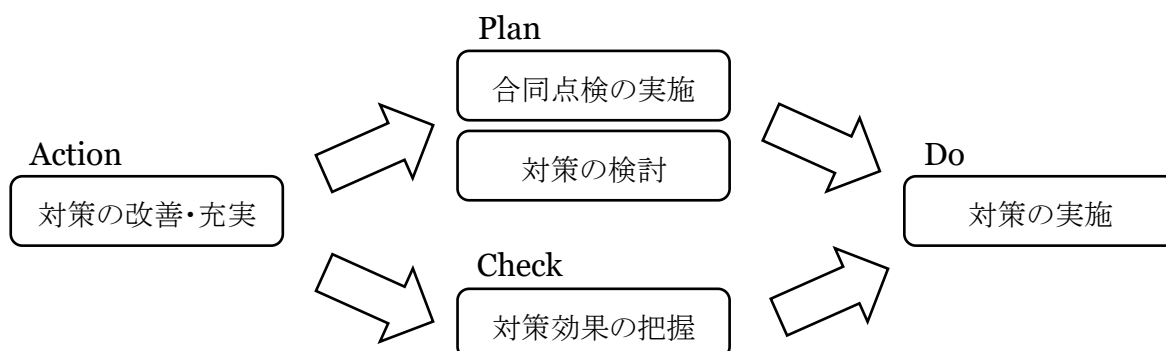 Plan
合同点検の実施
対策の検討
Action
対策の改善・充実
Do
対策の実施
Check
対策効果の把握